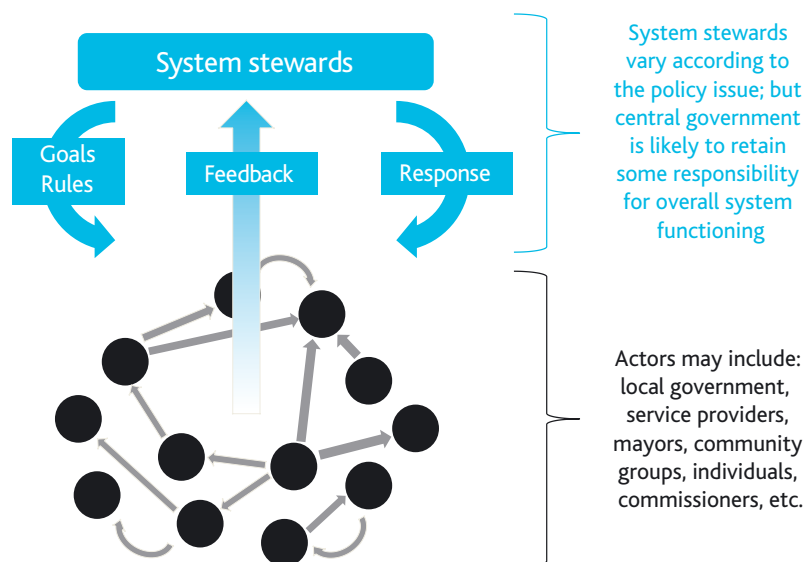 System stewards
Goals
Rules
Feedback
Response
System stewards
vary according to
the policy issue; but
central government
is likely to retain
some responsibility
for overall system
functioning
Actors may include:
local government,
service providers,
mayors, community
groups, individuals,
commissioners, etc.